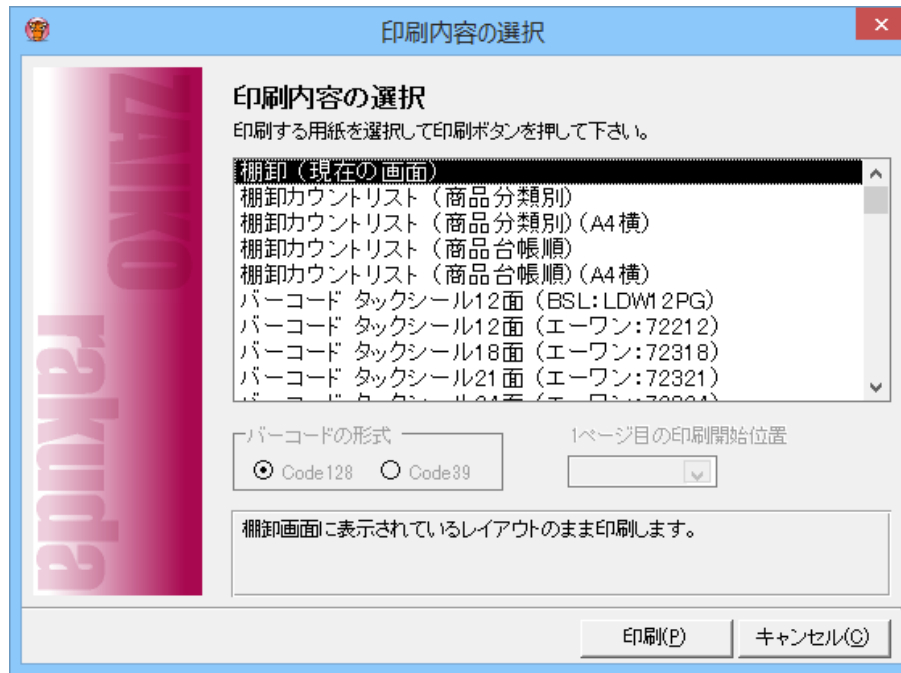 印刷内容の選択
ZAIKO
rakuda
印刷内容の選択
印刷する用紙を選択して印刷ボタンを押して下さい。
棚卸（現在の画面）
棚卸カウントリスト（商品分類別）
棚卸カウントリスト（商品分類別）（A4横）
棚卸カウントリスト（商品台帳順）
棚卸カウントリスト（商品台帳順）（A4横）
バーコード タックシール12面（BSL:LDW12PG）
バーコード タックシール12面（エーワン:72212）
バーコード タックシール18面（エーワン:72318）
バーコード タックシール21面（エーワン:72321）
バーコードの形式
1ページ目の印刷開始位置
Code128 Code39
棚卸画面に表示されているレイアウトのまま印刷します。
印刷(P) キャンセル(C)